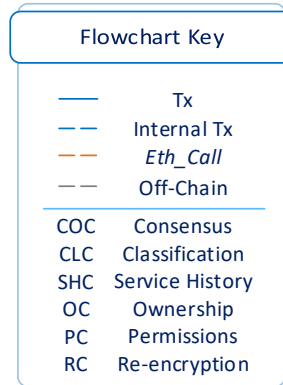 Flowchart Key
Tx
Internal Tx
Eth_Call
Off-Chain
COC Consensus
CLC Classification
SHC Service History
OC Ownership
PC Permissions
RC Re-encryption